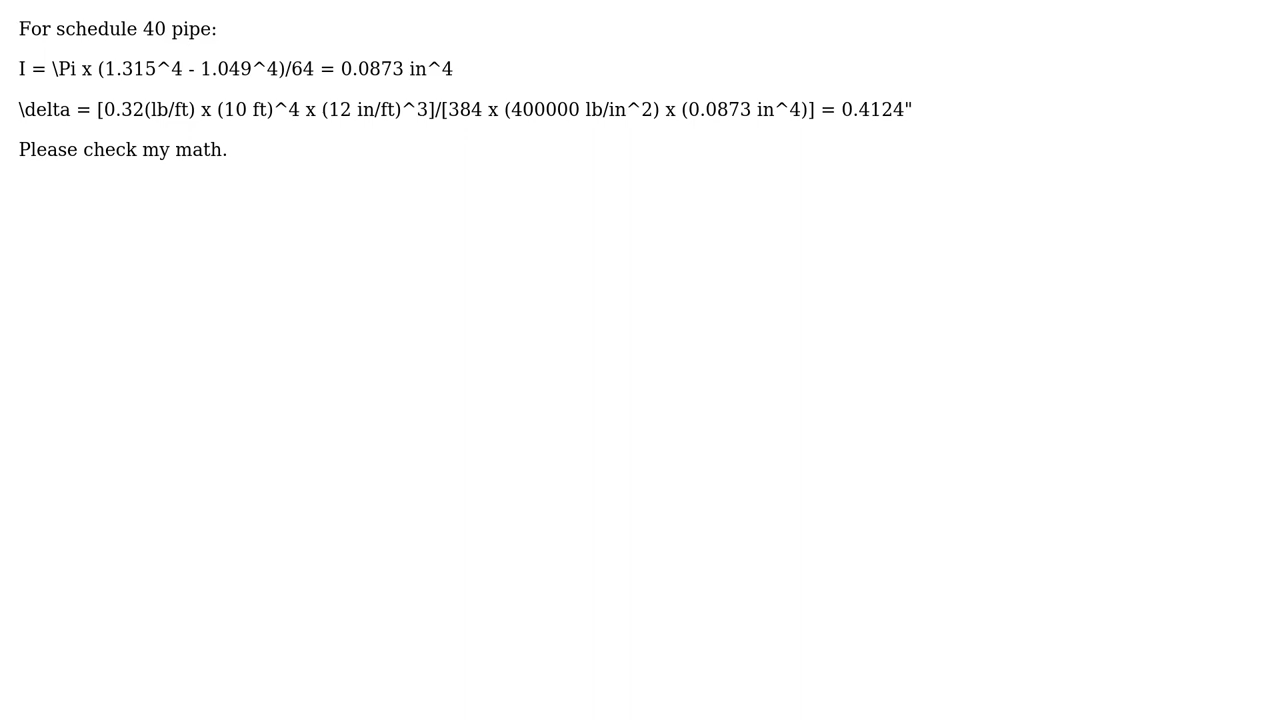 For schedule 40 pipe:
I = \Pi x (1.315^4 - 1.049^4)/64 = 0.0873 in^4
\delta = [0.32(lb/ft) x (10 ft)^4 x (12 in/ft)^3]/[384 x (400000 lb/in^2) x (0.0873 in^4)] = 0.4124"
Please check my math.